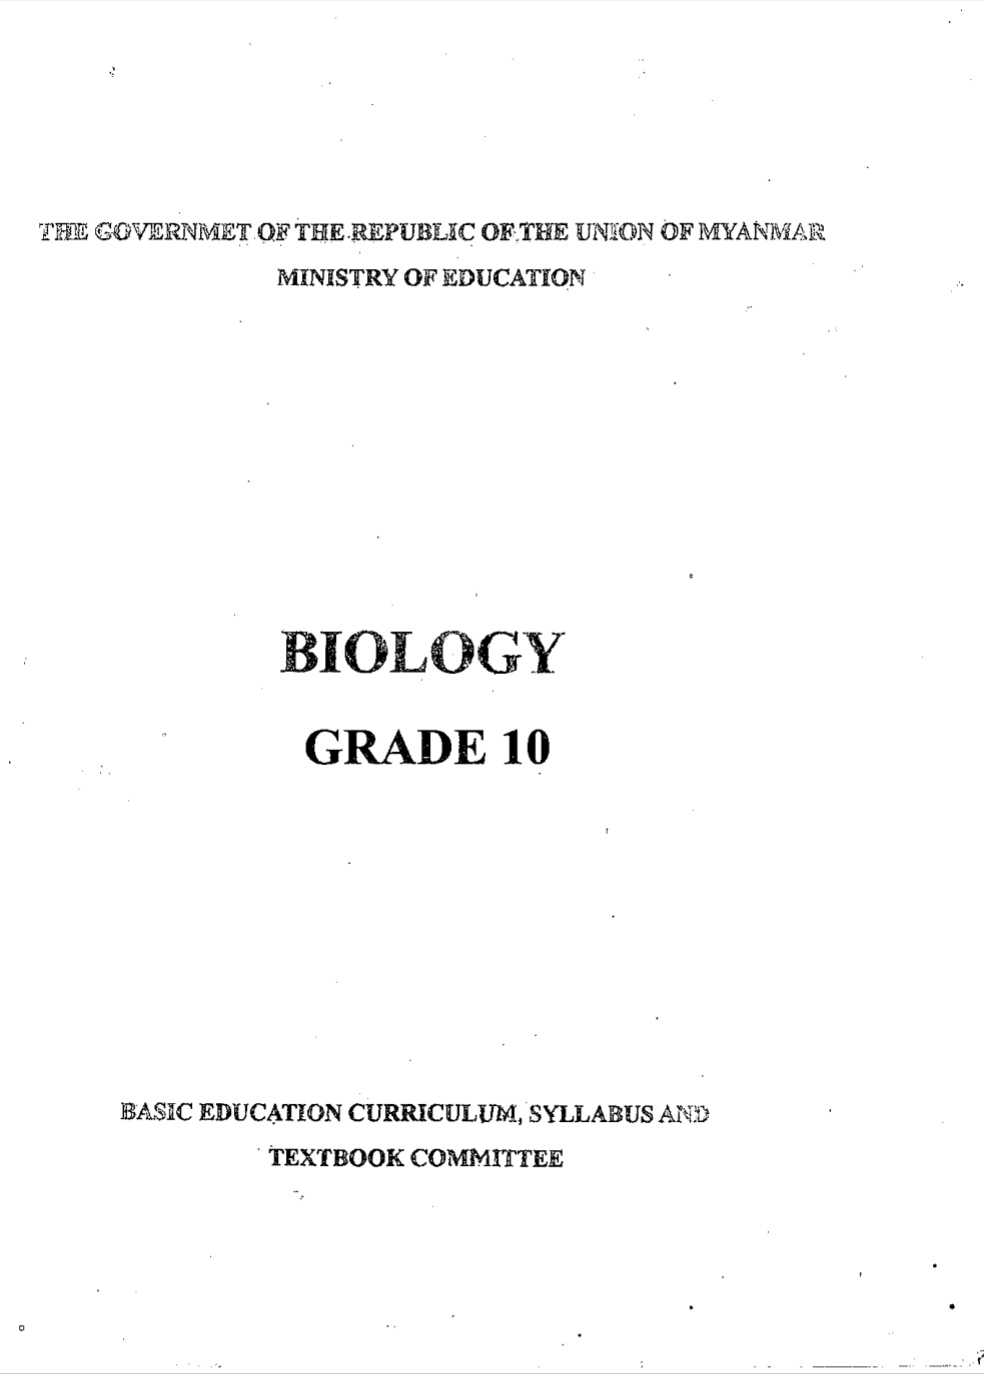 THE GOVERNMET OF THE REPUBLIC OF THE UNION OF MYANMAR
MINISTRY OF EDUCATION
BIOLOGY
GRADE 10
BASIC EDUCATION CURRICULUM, SYLLABUS AND
TEXTBOOK COMMITTEE